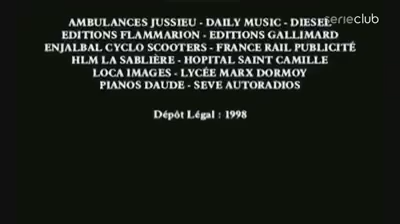 serieclub
AMBULANCES JUSSIEU - DAILY MUSIC - DIESEL
EDITIONS FLAMMARION - EDITIONS GALLIMARD
ENJALBAL CYCLO SCOOTERS - FRANCE RAIL PUBLICITÉ
HLM LA SABLIÈRE - HOPITAL SAINT CAMILLE
LOCA IMAGES - LYCÉE MARX DORMOY
PIANOS DAUDE - SEVE AUTORADIOS
Dépôt Légal : 1998